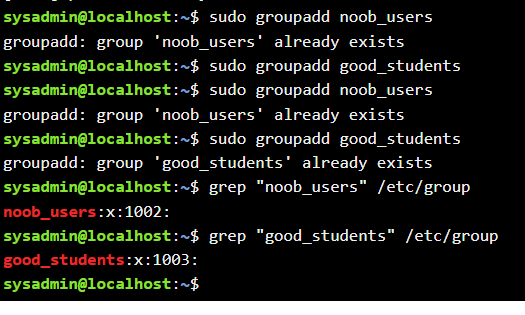 sysadmin@localhost:~$ sudo groupadd noob_users
groupadd: group 'noob_users' already exists
sysadmin@localhost:~$ sudo groupadd good_students
sysadmin@localhost:~$ sudo groupadd noob_users
groupadd: group 'noob_users' already exists
sysadmin@localhost:~$ sudo groupadd good_students
groupadd: group 'good_students' already exists
sysadmin@localhost:~$ grep "noob_users" /etc/group
noob_users:x:1002:
sysadmin@localhost:~$ grep "good_students" /etc/group
good_students:x:1003:
sysadmin@localhost:~$